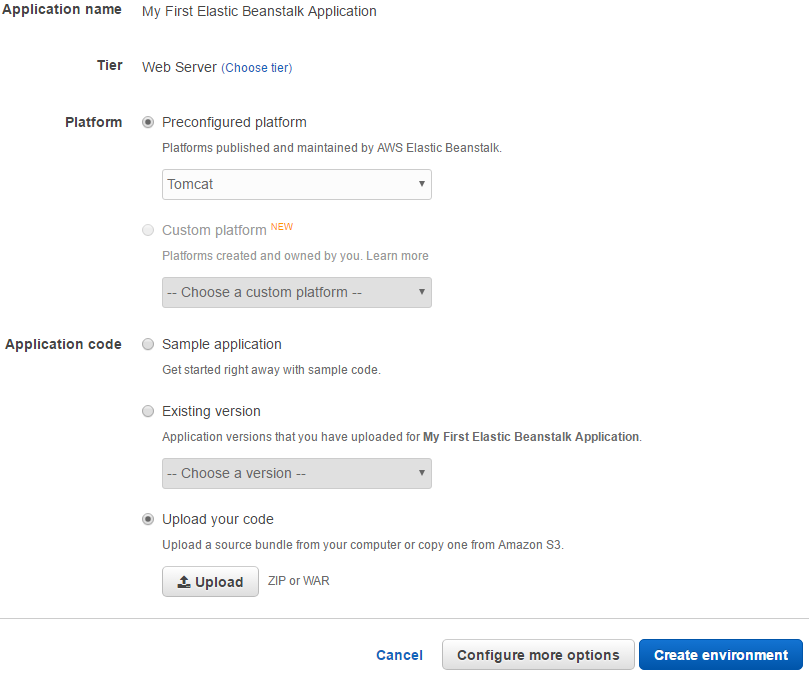 Application name My First Elastic Beanstalk Application
Tier Web Server (Choose tier)
Platform Preconfigured platform
Platforms published and maintained by AWS Elastic Beanstalk.
Tomcat
Custom platform NEW
Platforms created and owned by you. Learn more
-- Choose a custom platform --
Application code Sample application
Get started right away with sample code.
Existing version
Application versions that you have uploaded for My First Elastic Beanstalk Application.
-- Choose a version --
Upload your code
Upload a source bundle from your computer or copy one from Amazon S3.
Upload ZIP or WAR
Cancel Configure more options Create environment